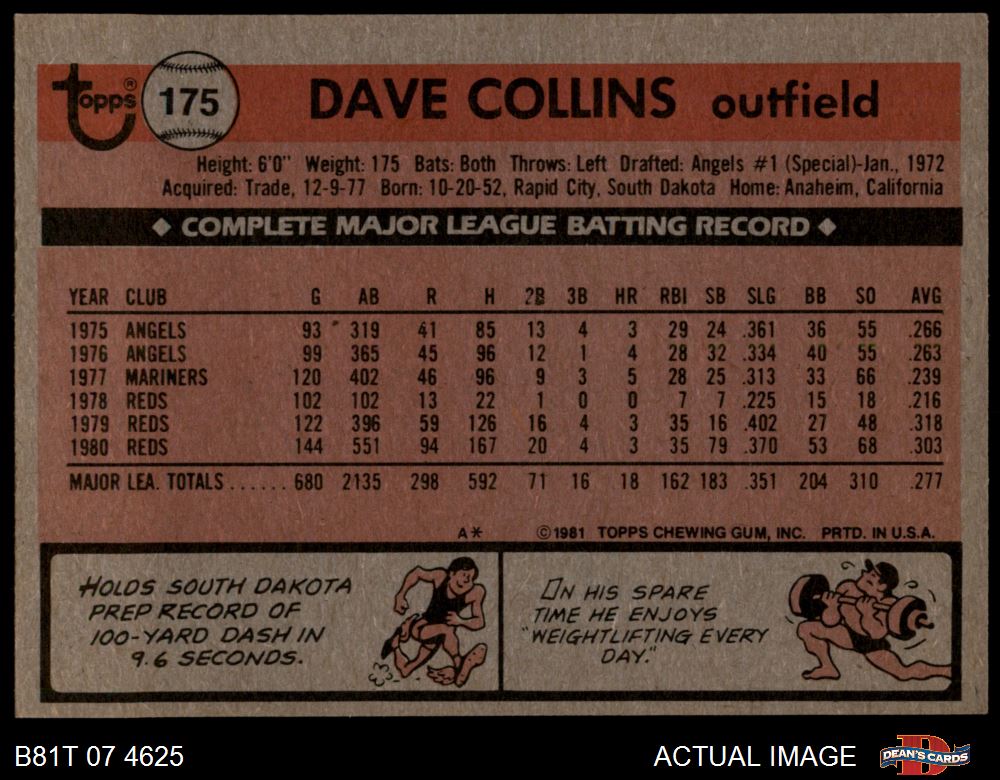 Topps® 175 DAVE COLLINS outfield
Height: 6'0" Weight: 175 Bats: Both Throws: Left Drafted: Angels #1 (Special)-Jan., 1972
Acquired: Trade, 12-9-77 Born: 10-20-52, Rapid City, South Dakota Home: Anaheim, California
◆ COMPLETE MAJOR LEAGUE BATTING RECORD ◆
YEAR CLUB G AB R H 2B 3B HR RBI SB SLG BB SO AVG
1975 ANGELS 93 319 41 85 13 4 3 29 24 .361 36 55 .266
1976 ANGELS 99 365 45 96 12 1 4 28 32 .334 40 55 .263
1977 MARINERS 120 402 46 96 9 3 5 28 25 .313 33 66 .239
1978 REDS 102 102 13 22 1 0 0 7 7 .225 15 18 .216
1979 REDS 122 396 59 126 16 4 3 35 16 .402 27 48 .318
1980 REDS 144 551 94 167 20 4 3 35 79 .370 53 68 .303
MAJOR LEA. TOTALS ...... 680 2135 298 592 71 16 18 162 183 .351 204 310 .277
A* ©1981 TOPPS CHEWING GUM, INC. PRTD. IN U.S.A.
HOLDS SOUTH DAKOTA
PREP RECORD OF
100-YARD DASH IN
9.6 SECONDS.
ON HIS SPARE
TIME HE ENJOYS
"WEIGHTLIFTING EVERY
DAY."
B81T 07 4625 ACTUAL IMAGE DEAN'S CARDS